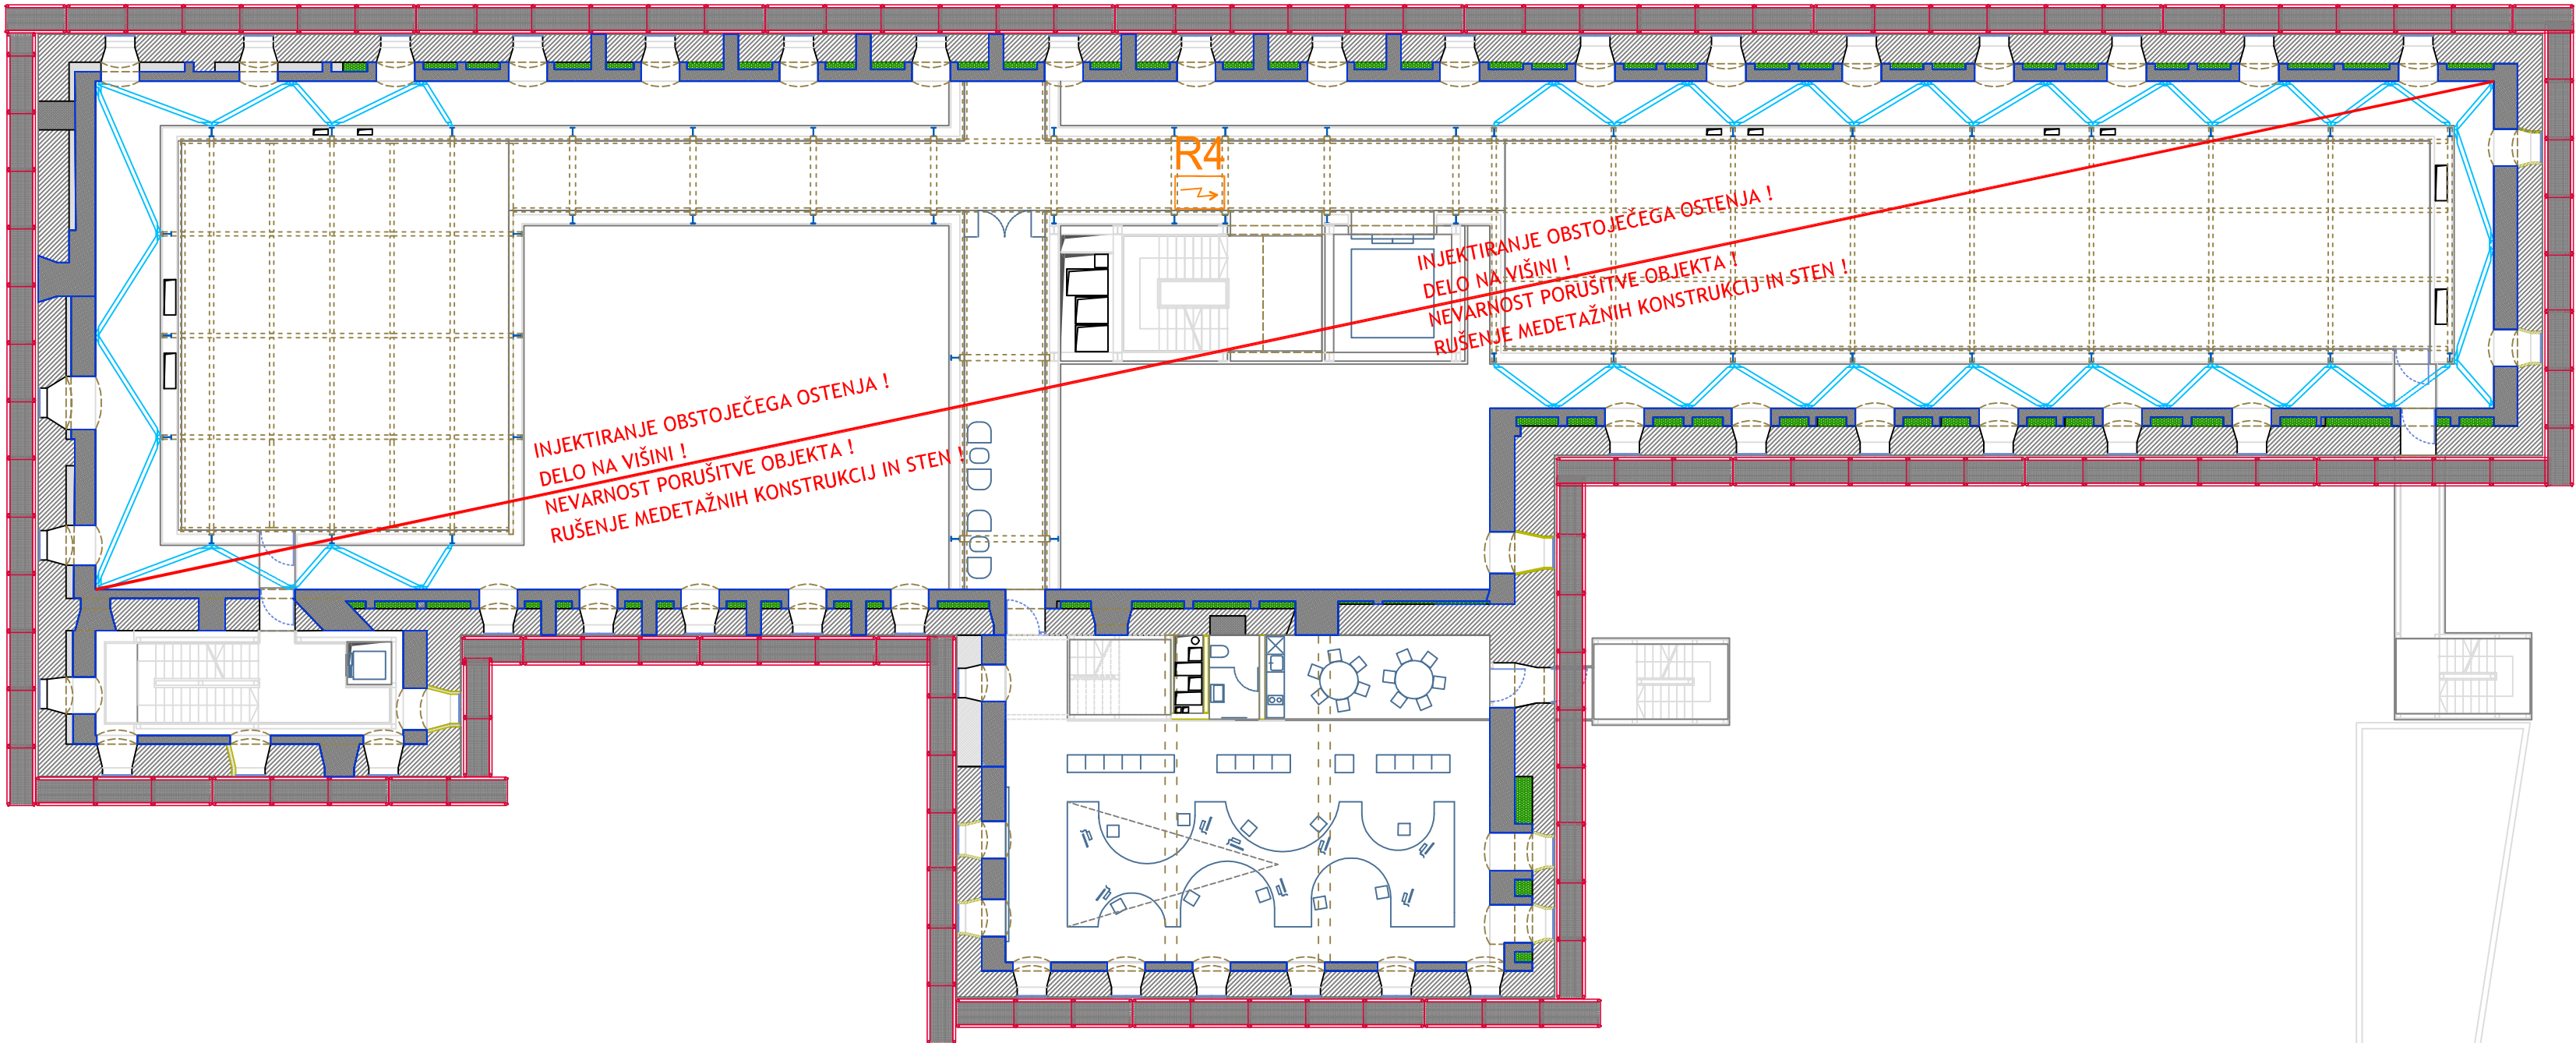 R4
INJEKTIRANJE OBSTOJEČEGA OSTENJA !
DELO NA VIŠINI !
NEVARNOST PORUŠITVE OBJEKTA !
RUŠENJE MEDETAŽNIH KONSTRUKCIJ IN STEN !
INJEKTIRANJE OBSTOJEČEGA OSTENJA !
DELO NA VIŠINI !
NEVARNOST PORUŠITVE OBJEKTA !
RUŠENJE MEDETAŽNIH KONSTRUKCIJ IN STEN !